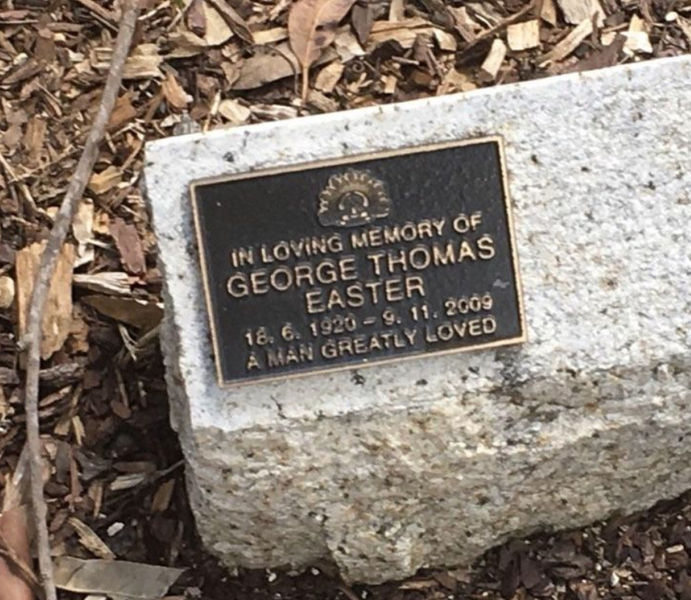 IN LOVING MEMORY OF
GEORGE THOMAS
EASTER
18. 6. 1920 - 9. 11. 2009
A MAN GREATLY LOVED